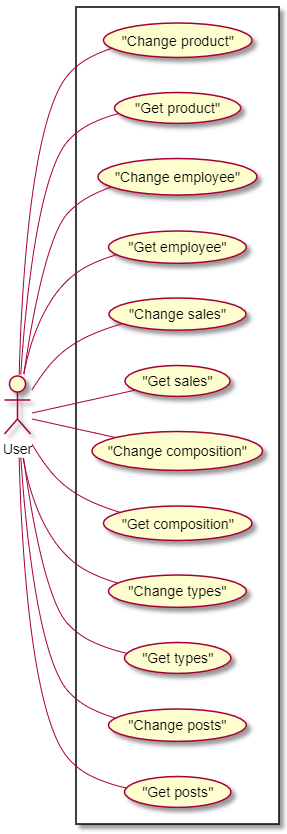 "Change product"
"Get product"
"Change employee"
"Get employee"
"Change sales"
"Get sales"
User
"Change composition"
"Get composition"
"Change types"
"Get types"
"Change posts"
"Get posts"